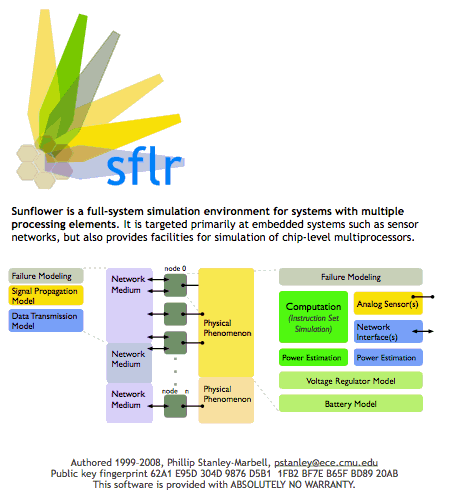 sflr
Sunflower is a full-system simulation environment for systems with multiple
processing elements. It is targeted primarily at embedded systems such as sensor
networks, but also provides facilities for simulation of chip-level multiprocessors.
node 0
Failure Modeling
Signal Propagation
Model
Data Transmission
Model
Network
Medium
Network
Medium
Network
Medium
node n
Physical
Phenomenon
Physical
Phenomenon
Failure Modeling
Computation
(Instruction Set
Simulation)
Analog Sensor(s)
Network
Interface(s)
Power Estimation
Power Estimation
Voltage Regulator Model
Battery Model
Authored 1999-2008, Phillip Stanley-Marbell, pstanley@ece.cmu.edu
Public key fingerprint 62A1 E95D 304D 9876 D5B1 1FB2 BF7E B65F BD89 20AB
This software is provided with ABSOLUTELY NO WARRANTY.